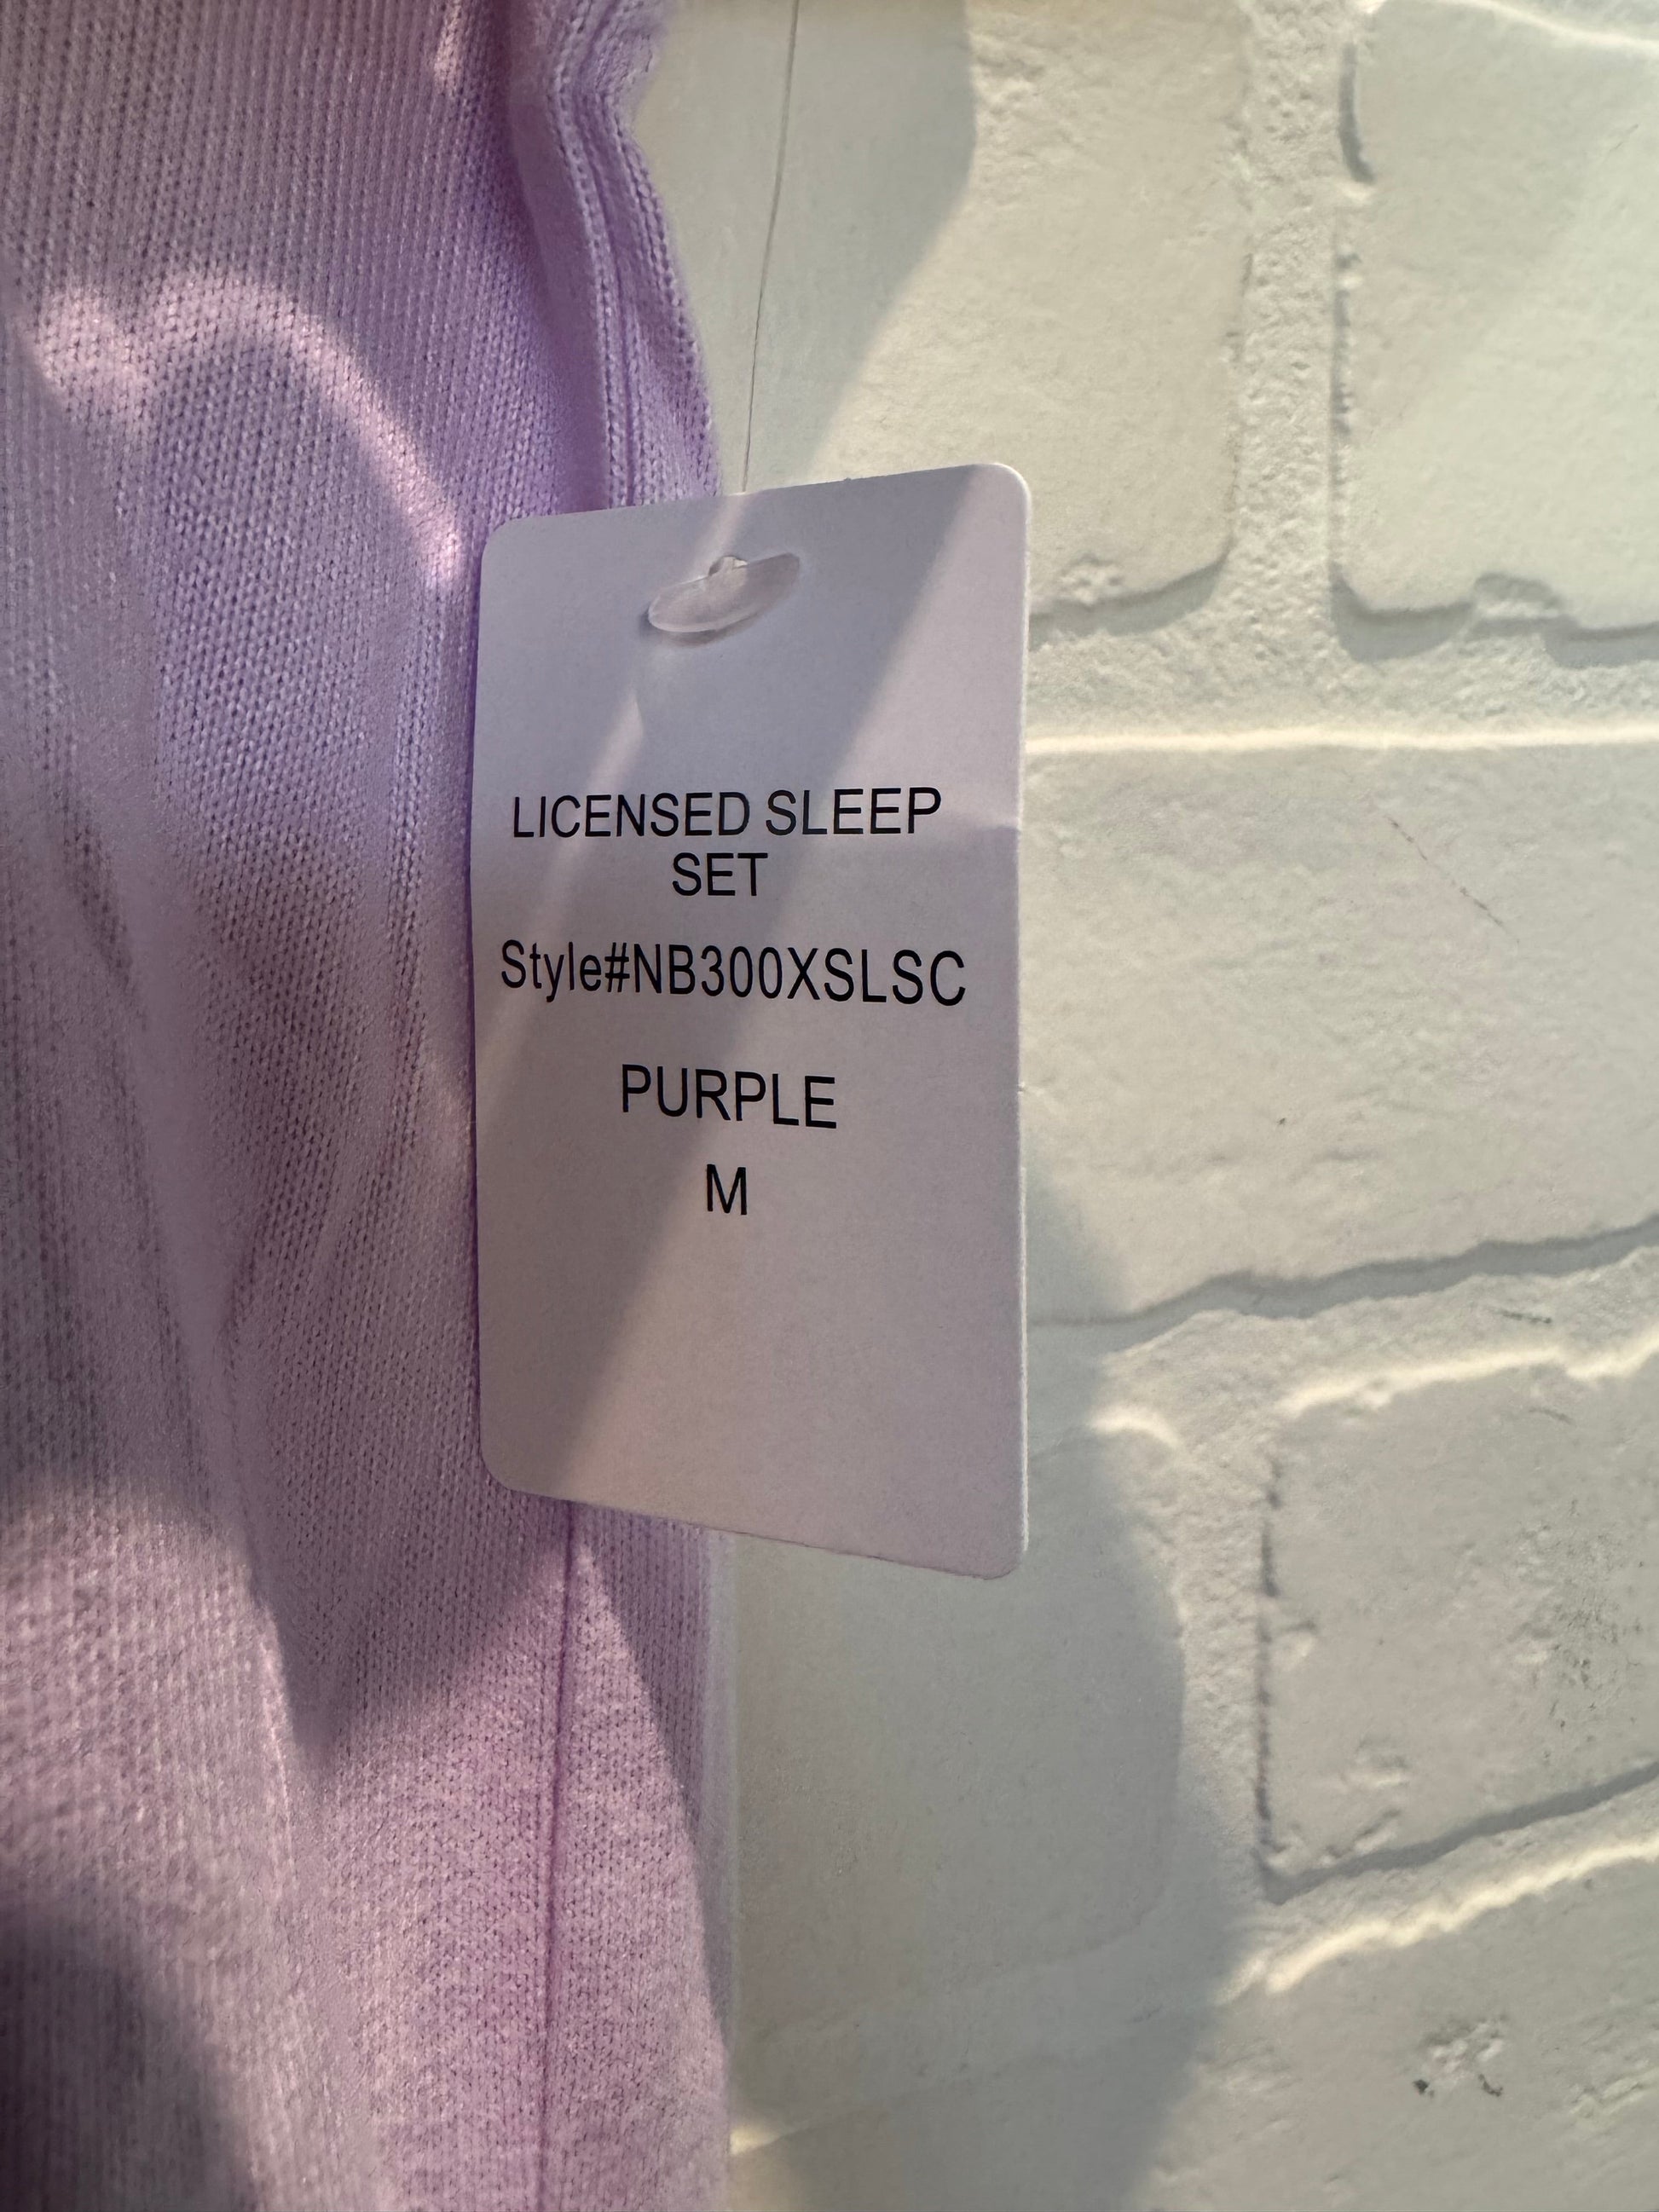 LICENSED SLEEP
SET
Style#NB300XSLSC
PURPLE
M